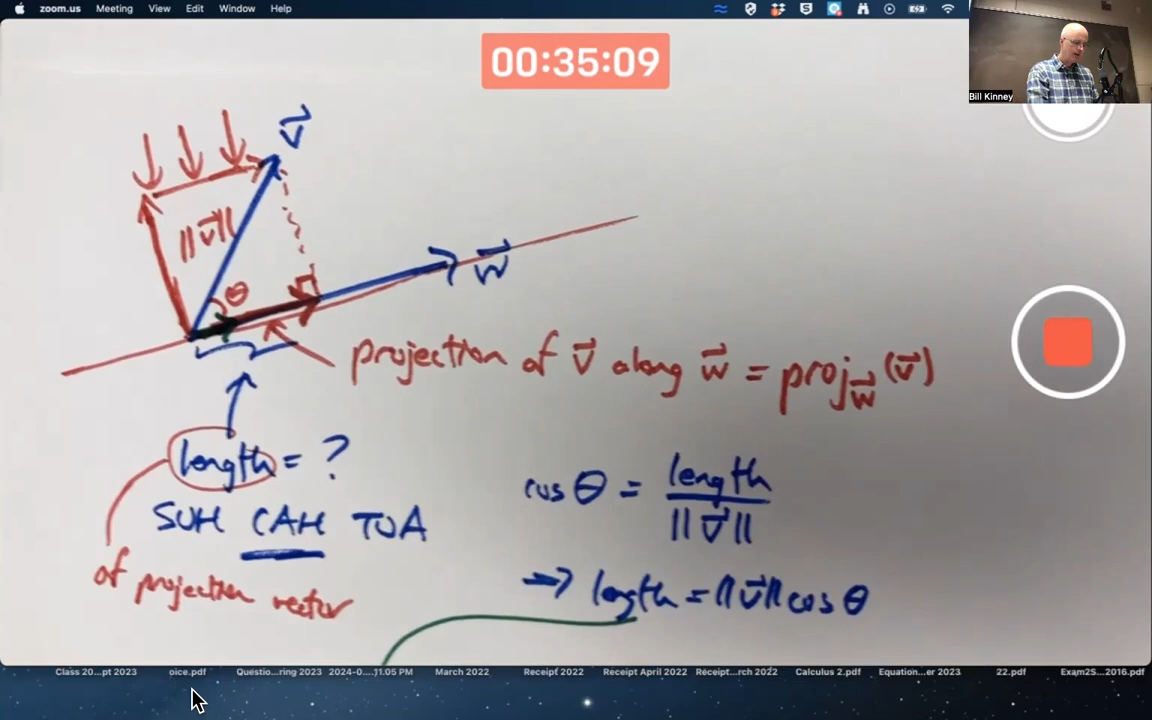 zoom.us Meeting View Edit Window Help
00:35:09
Bill Kinney
v⃗
||v⃗||
θ
w⃗
projection of v⃗ along w⃗ = proj_w⃗ (v⃗)
length = ?
cos θ = length / ||v⃗||
SOH CAH TOA
of projection vector
⇒ length = ||v⃗|| cos θ
Class 20...pt 2023 oice.pdf Questio...ring 2023 2024-0....11.05 PM March 2022 Receipt 2022 Receipt April 2022 Receipt...rch 2022 Calculus 2.pdf Equation...er 2023 22.pdf Exam2S...2016.pdf